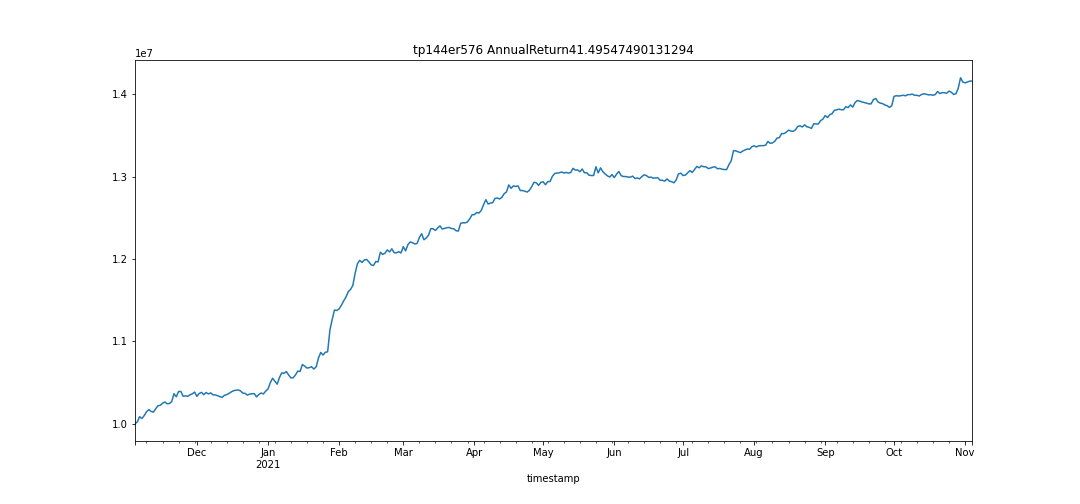 tp144er576 AnnualReturn41.49547490131294
1e7
1.4
1.3
1.2
1.1
1.0
Dec Jan Feb Mar Apr May Jun Jul Aug Sep Oct Nov
2021
timestamp